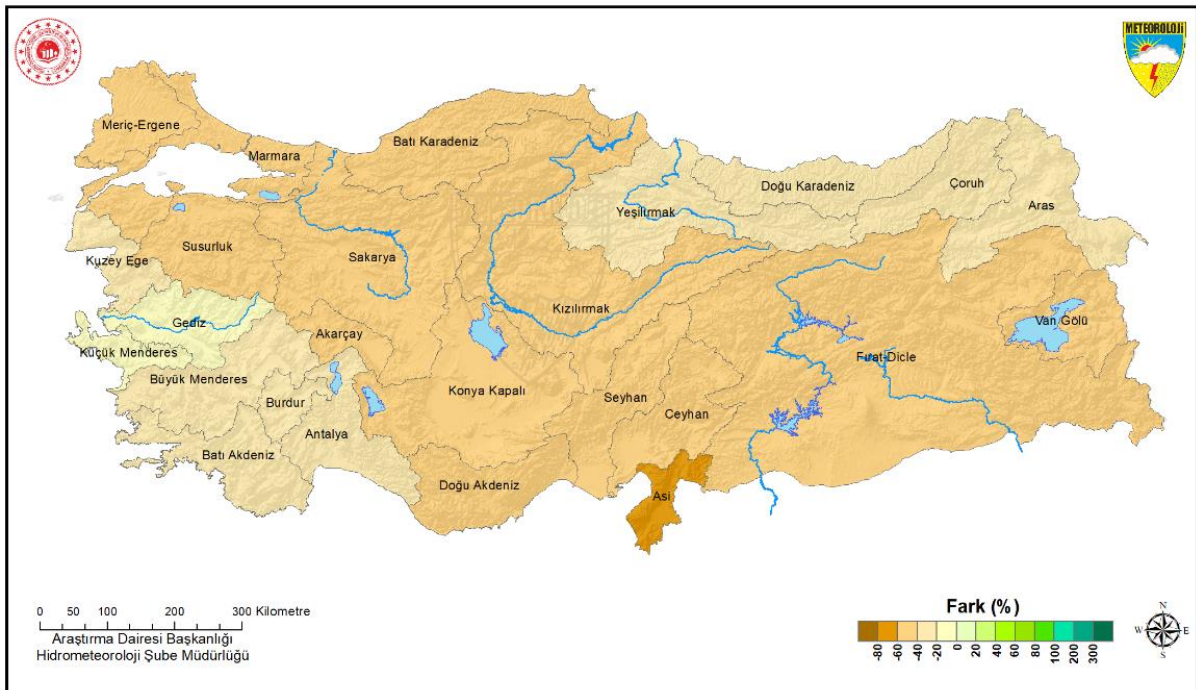 METEOROLOJİ
Meriç-Ergene
Marmara
Batı Karadeniz
Doğu Karadeniz
Çoruh
Aras
Yeşilırmak
Susurluk
Sakarya
Kuzey Ege
Kızılırmak
Gediz
Akarçay
Van Gölü
Küçük Menderes
Fırat-Dicle
Büyük Menderes
Konya Kapalı
Burdur
Seyhan
Ceyhan
Antalya
Batı Akdeniz
Doğu Akdeniz
Asi
0 50 100 200 300 Kilometre
Araştırma Dairesi Başkanlığı
Hidrometeoroloji Şube Müdürlüğü
Fark (%)
-80 -60 -40 -20 0 20 40 60 80 100 200 300
N
W E
S